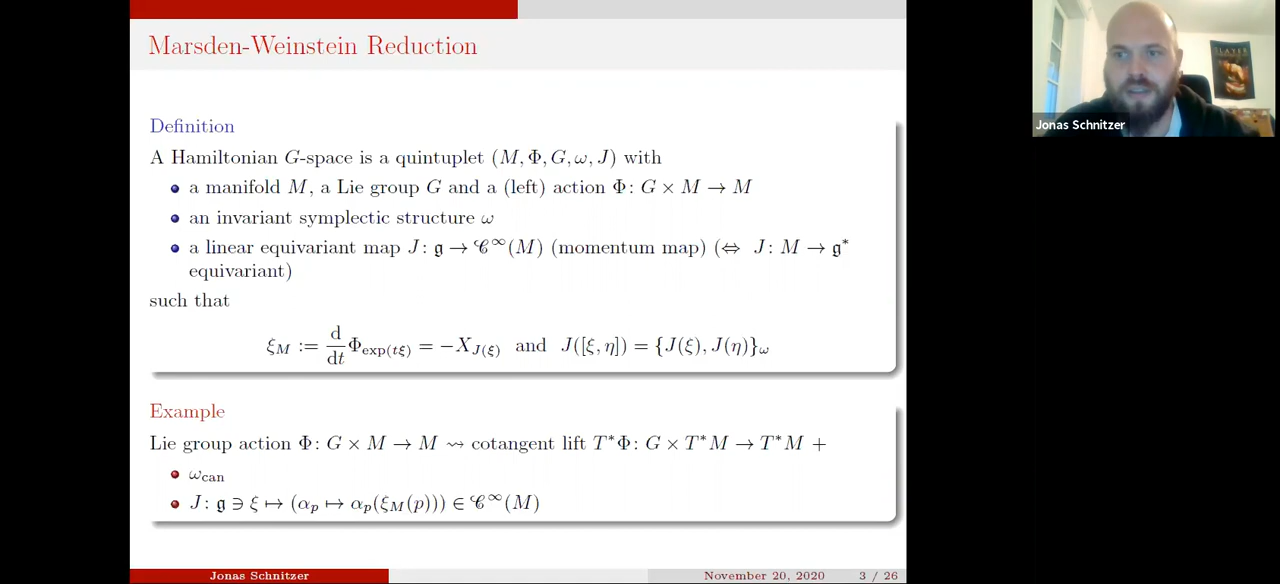 Marsden-Weinstein Reduction
Definition
A Hamiltonian G-space is a quintuplet (M, Φ, G, ω, J) with
a manifold M, a Lie group G and a (left) action Φ: G × M → M
an invariant symplectic structure ω
a linear equivariant map J: 𝔤 → 𝒞^∞(M) (momentum map) (⇔ J: M → 𝔤*
equivariant)
such that
ξ_M := d/dt Φ_exp(tξ) = −X_J(ξ) and J([ξ, η]) = {J(ξ), J(η)}_ω
Example
Lie group action Φ: G × M → M ⇝ cotangent lift T*Φ: G × T*M → T*M +
ω_can
J: 𝔤 ∋ ξ ↦ (α_p ↦ α_p(ξ_M(p))) ∈ 𝒞^∞(M)
Jonas Schnitzer
November 20, 2020
3 / 26
Jonas Schnitzer
SLAYER